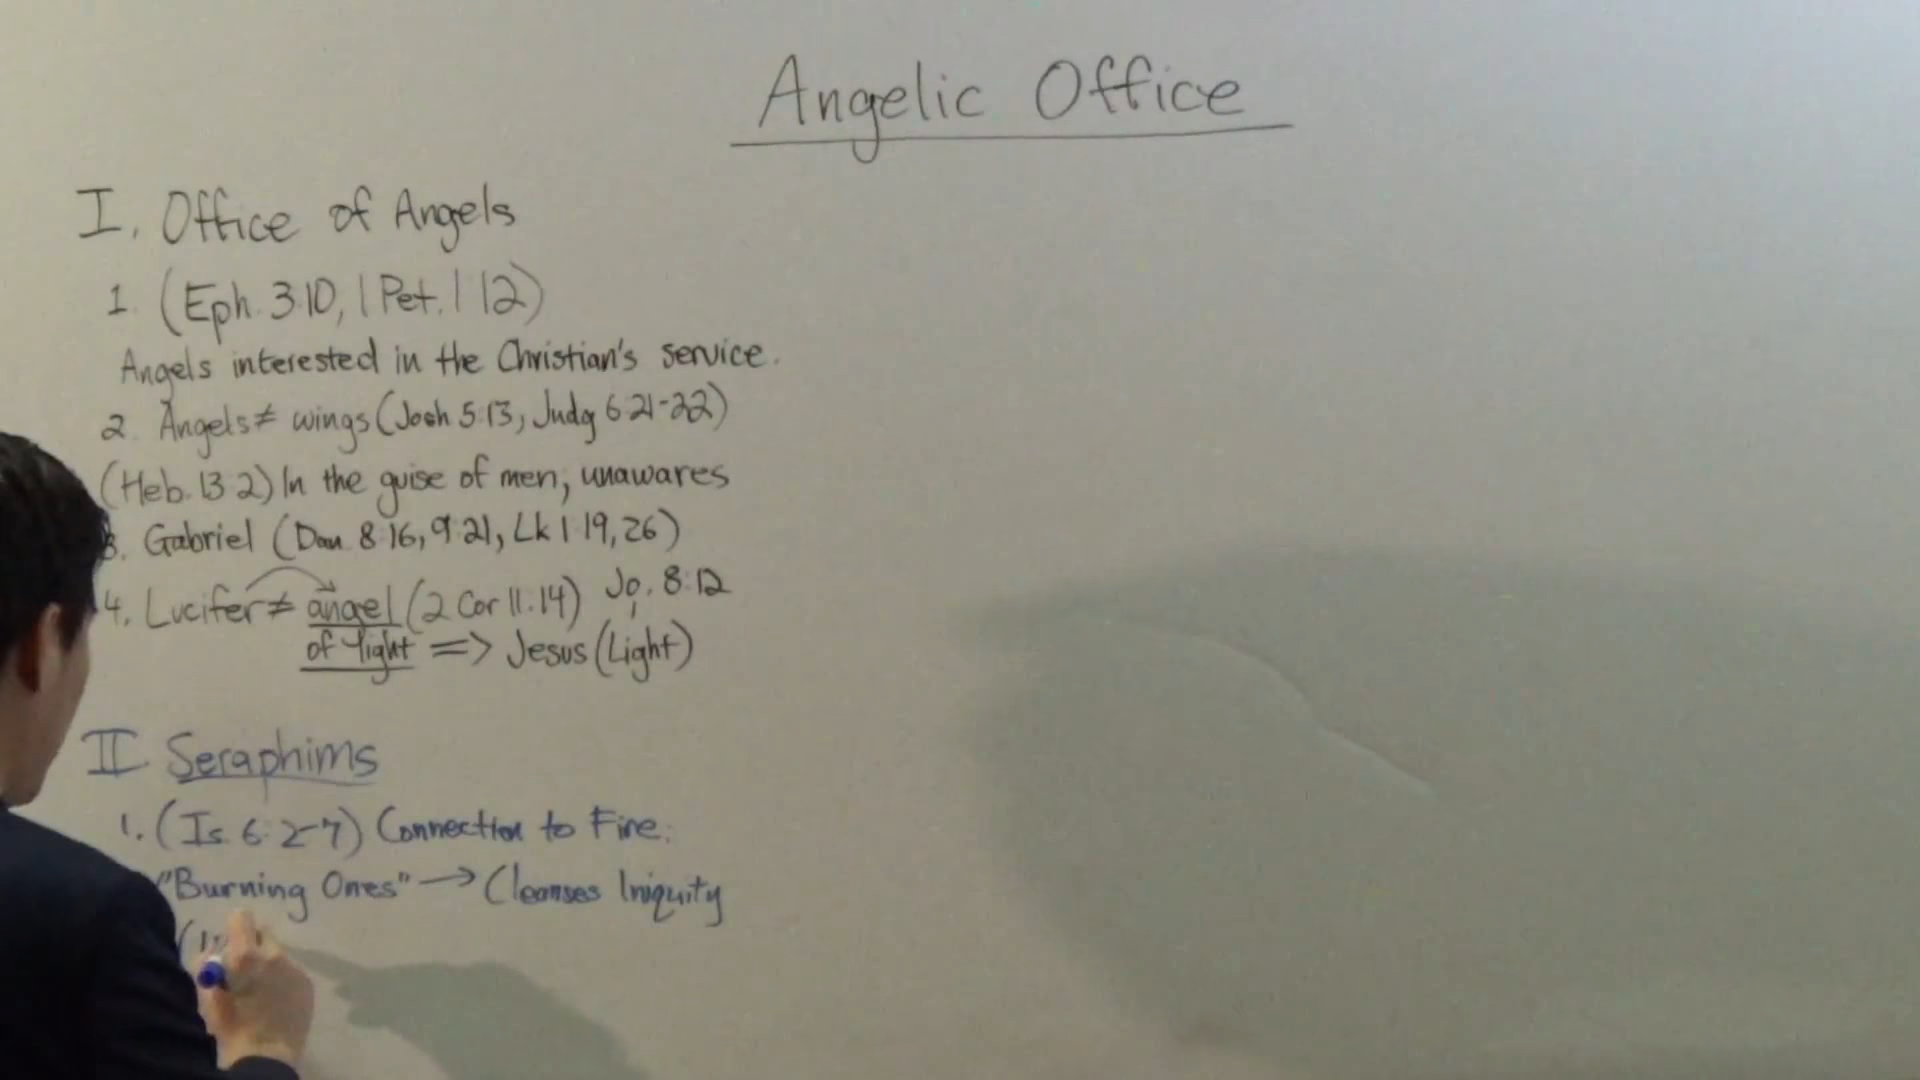 Angelic Office
I. Office of Angels
1. (Eph. 3:10, 1 Pet. 1:12)
Angels interested in the Christian's service.
2. Angels ≠ wings (Josh 5:13, Judg 6:21-22)
(Heb. 13:2) In the guise of men, unawares
3. Gabriel (Dan 8:16, 9:21, Lk 1:19, 26)
4. Lucifer ≠ angel (2 Cor 11:14) Jo. 8:12
of light => Jesus (Light)
II Seraphims
1. (Is. 6:2-7) Connection to Fire.
"Burning Ones" → Cleanses Iniquity